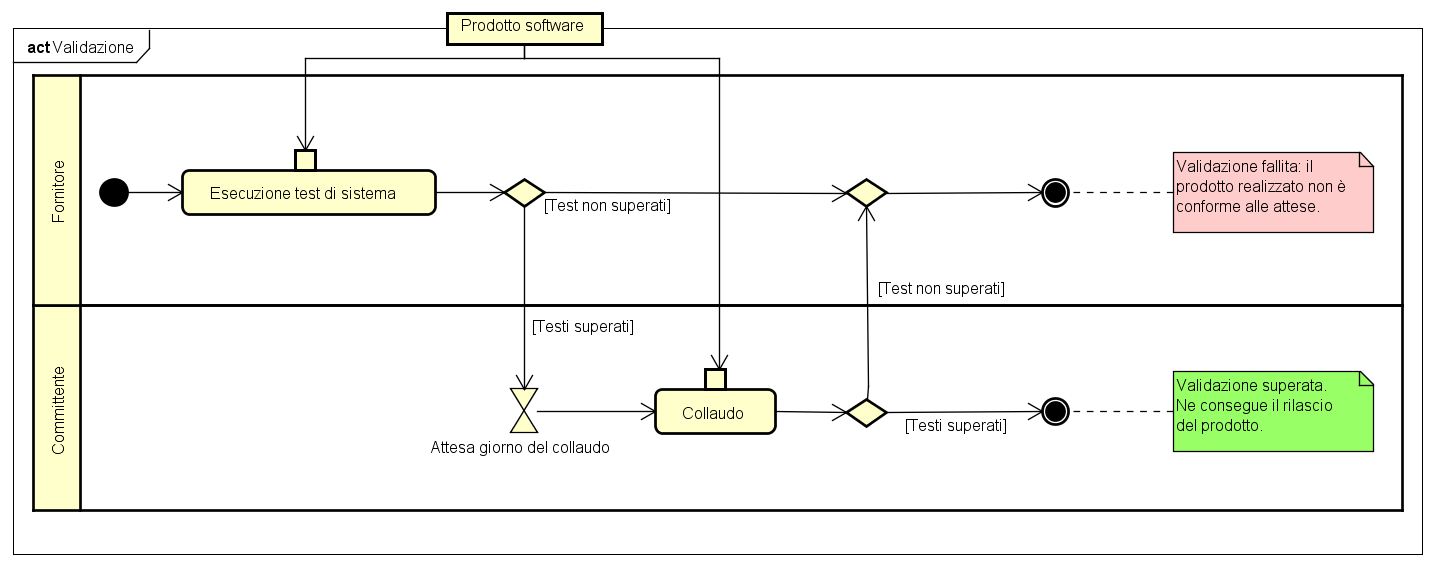 Prodotto software
act Validazione
Fornitore
Esecuzione test di sistema
[Test non superati]
Validazione fallita: il
prodotto realizzato non è
conforme alle attese.
[Test non superati]
[Testi superati]
Committente
Attesa giorno del collaudo
Collaudo
[Testi superati]
Validazione superata.
Ne consegue il rilascio
del prodotto.